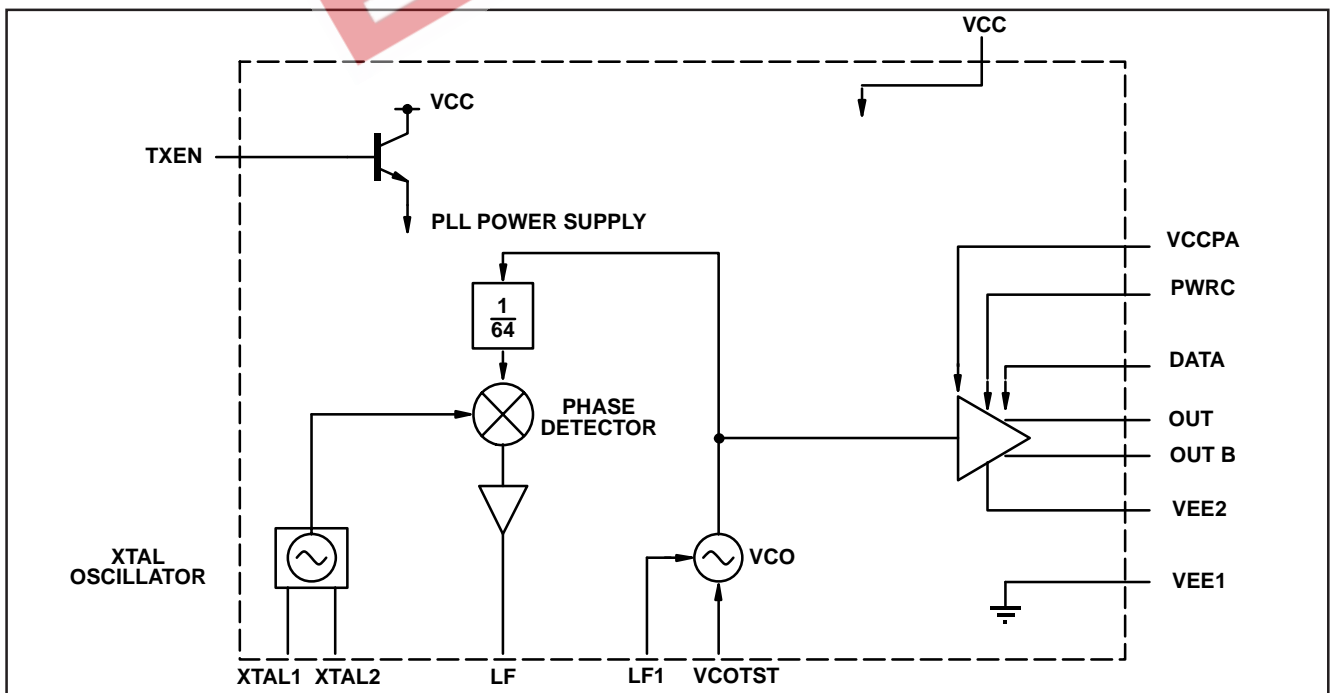 VCC
VCC
TXEN
PLL POWER SUPPLY
VCCPA
PWRC
1
64
DATA
PHASE
DETECTOR
OUT
OUT B
VEE2
XTAL
OSCILLATOR
VCO
VEE1
XTAL1
XTAL2
LF
LF1
VCOTST